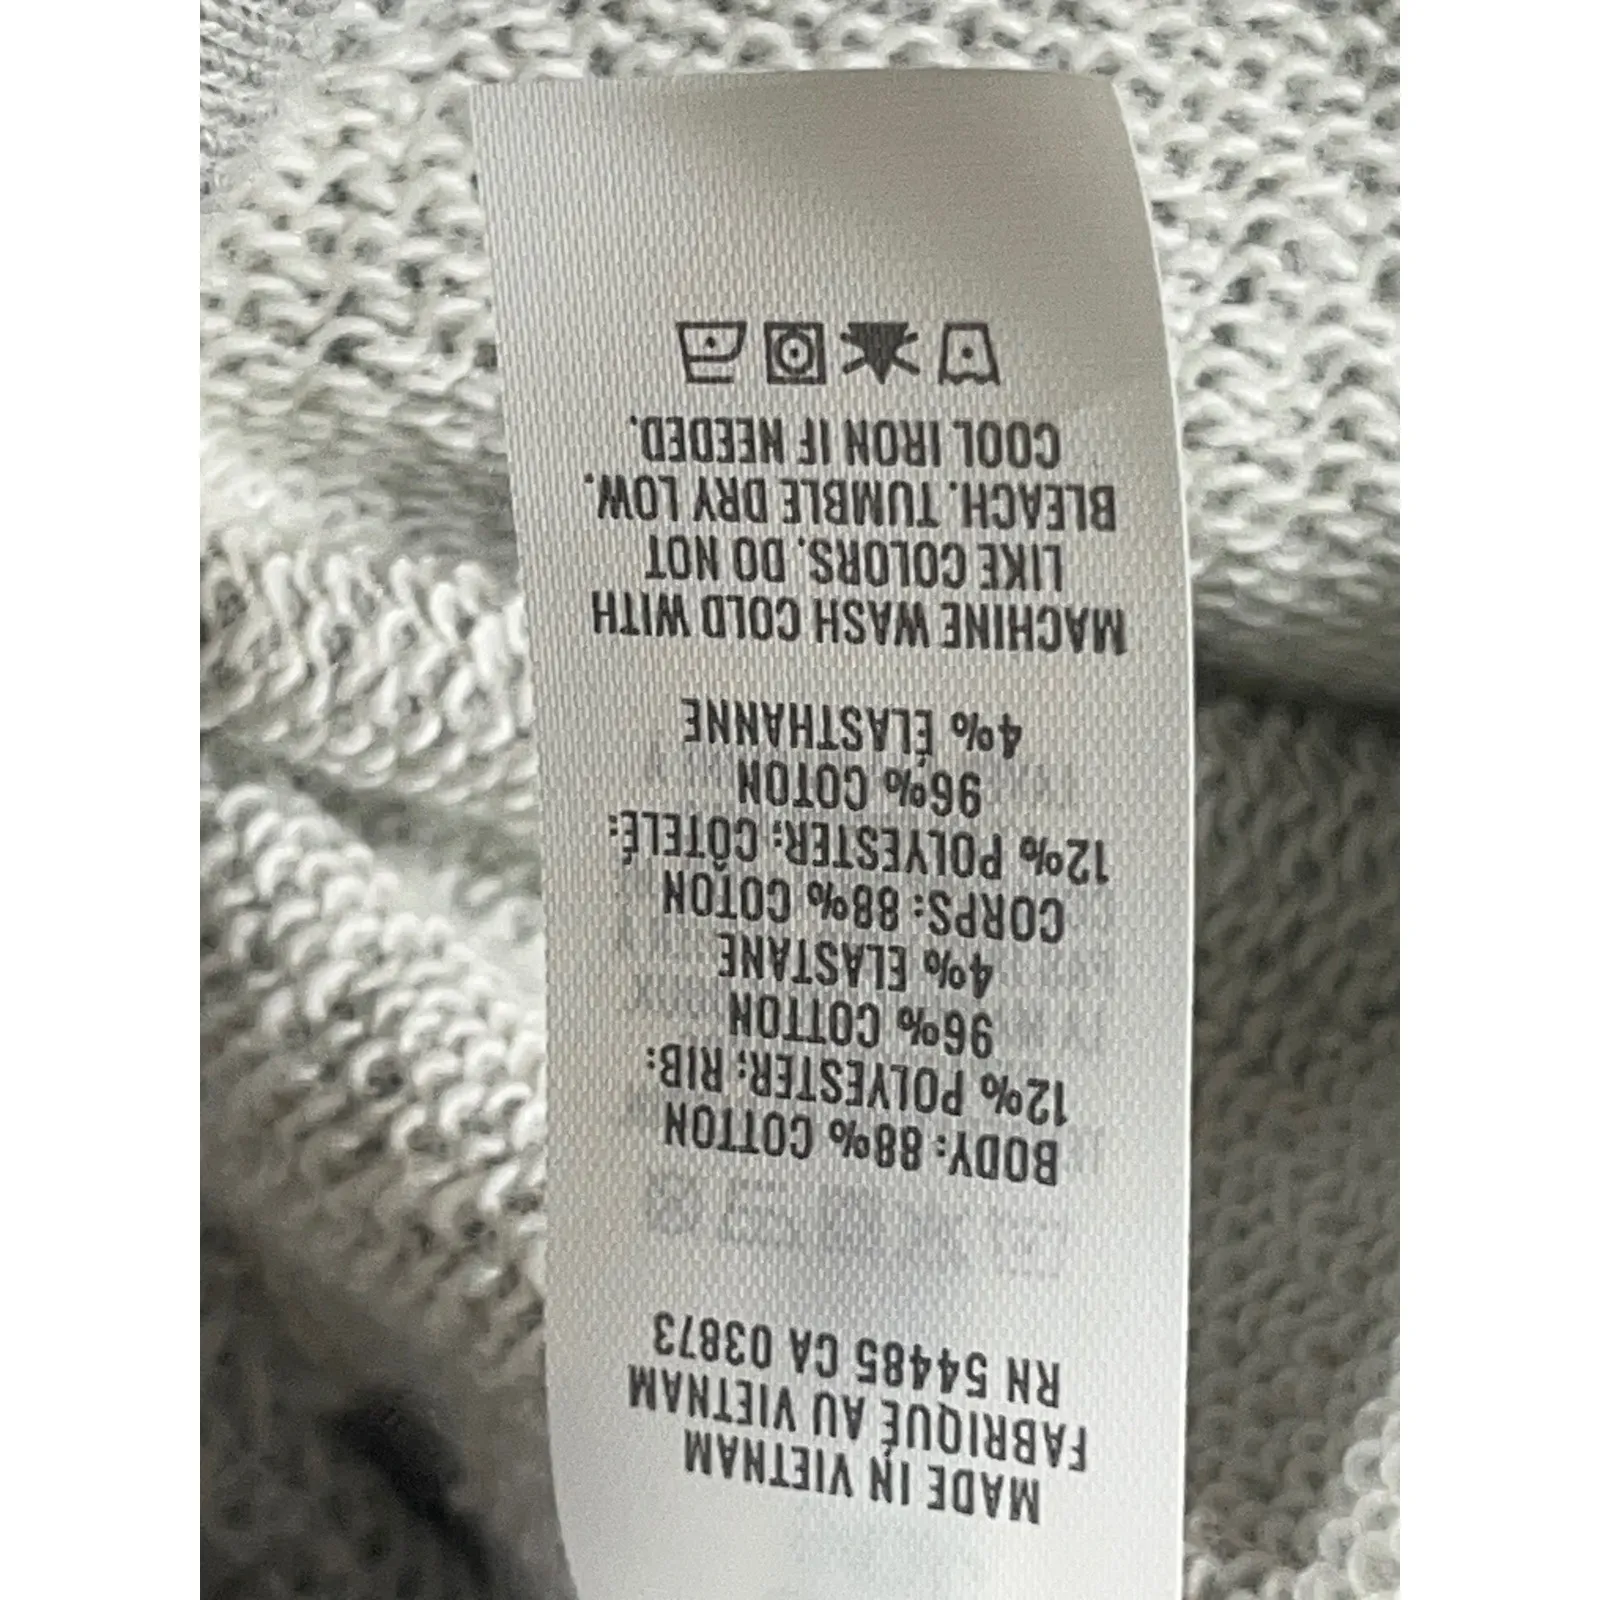 MADE IN VIETNAM
FABRIQUÉ AU VIETNAM
RN 54485 CA 03873
BODY: 88% COTTON
12% POLYESTER; RIB:
96% COTTON
4% ELASTANE
CORPS: 88% COTON
12% POLYESTER; CÔTELÉ:
96% COTON
4% ÉLASTHANNE
MACHINE WASH COLD WITH
LIKE COLORS. DO NOT
BLEACH. TUMBLE DRY LOW.
COOL IRON IF NEEDED.